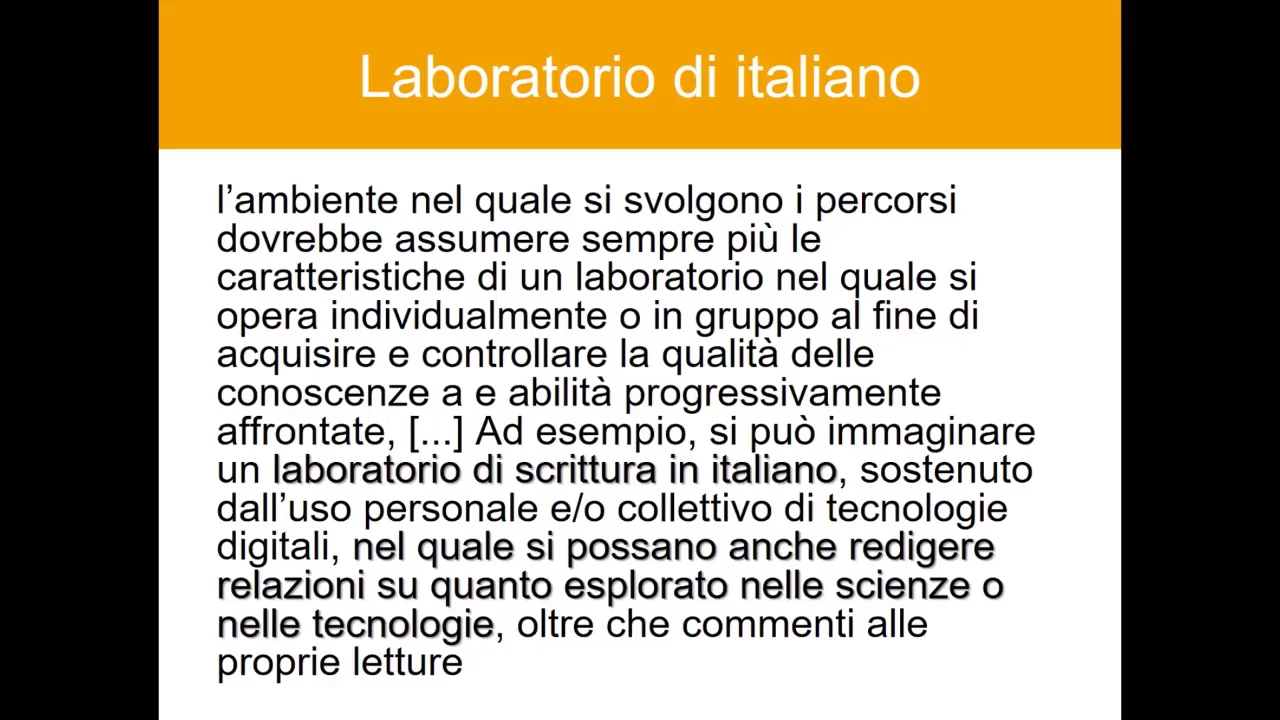 Laboratorio di italiano
l’ambiente nel quale si svolgono i percorsi
dovrebbe assumere sempre più le
caratteristiche di un laboratorio nel quale si
opera individualmente o in gruppo al fine di
acquisire e controllare la qualità delle
conoscenze a e abilità progressivamente
affrontate, [...] Ad esempio, si può immaginare
un laboratorio di scrittura in italiano, sostenuto
dall’uso personale e/o collettivo di tecnologie
digitali, nel quale si possano anche redigere
relazioni su quanto esplorato nelle scienze o
nelle tecnologie, oltre che commenti alle
proprie letture